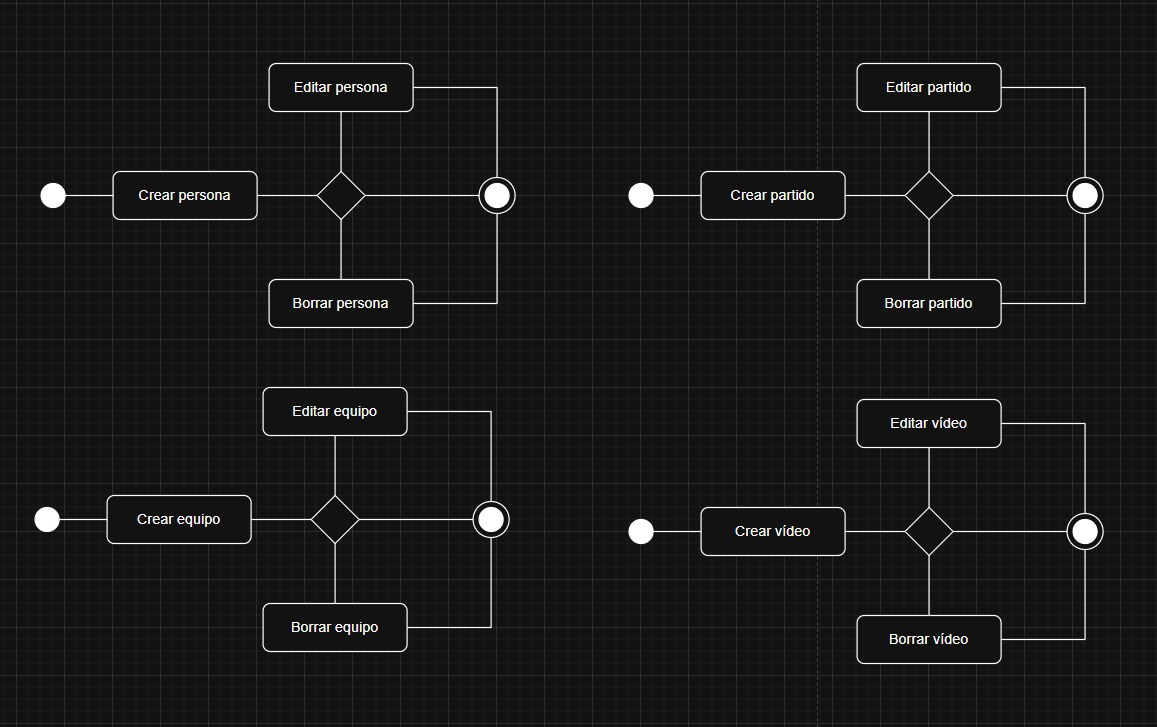 Editar persona
Crear persona
Borrar persona
Editar partido
Crear partido
Borrar partido
Editar equipo
Crear equipo
Borrar equipo
Editar vídeo
Crear vídeo
Borrar vídeo